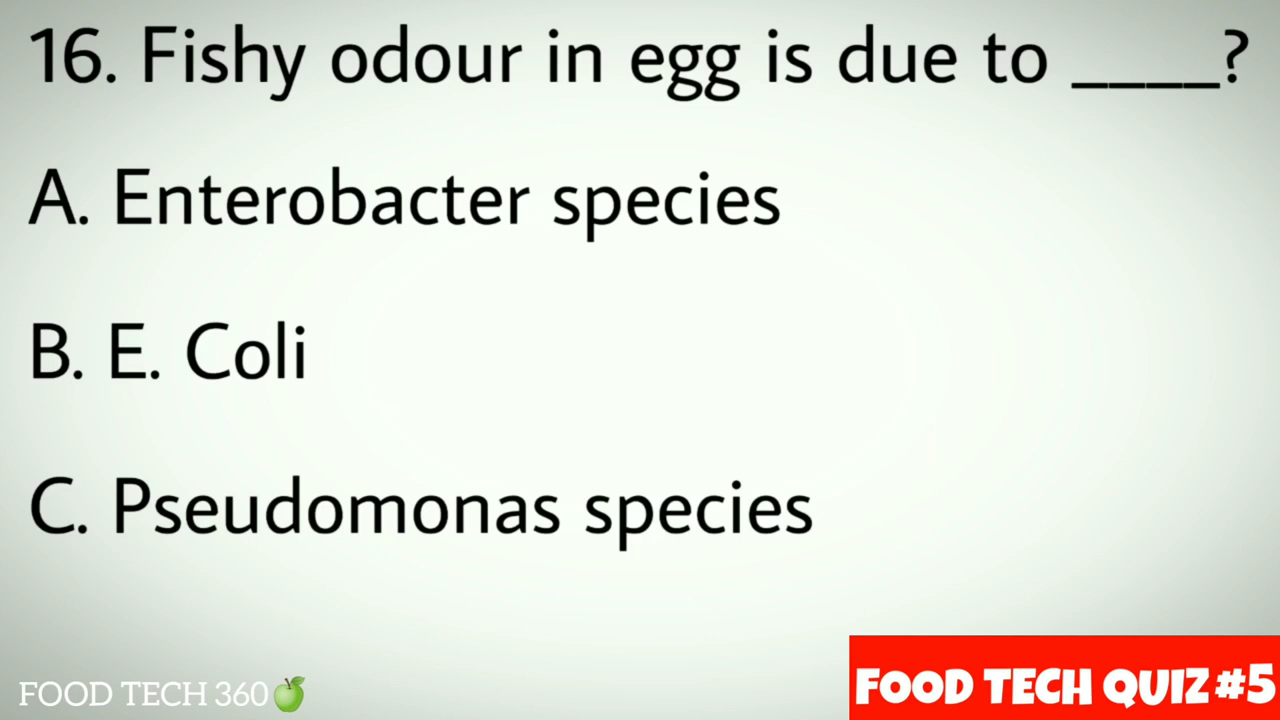 16. Fishy odour in egg is due to ____?
A. Enterobacter species
B. E. Coli
C. Pseudomonas species
FOOD TECH 360
FOOD TECH QUIZ #5